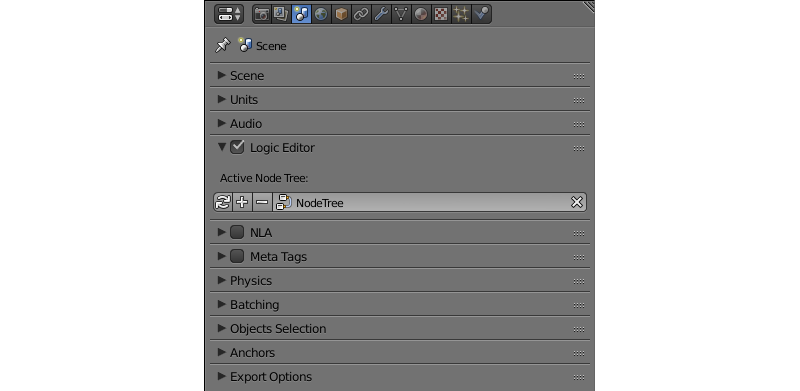 Scene
Scene
Units
Audio
Logic Editor
Active Node Tree:
NodeTree
NLA
Meta Tags
Physics
Batching
Objects Selection
Anchors
Export Options